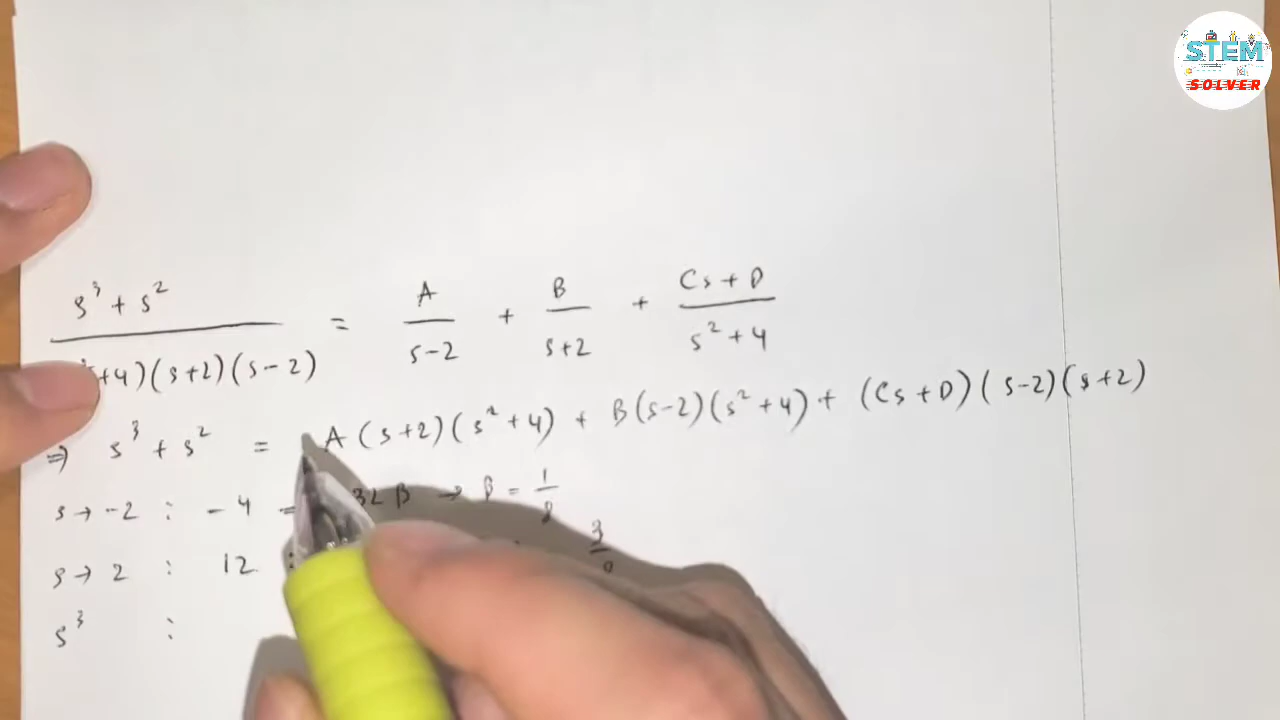 STEM
SOLVER
s³ + s² / +4)(s+2)(s-2) = A / s-2 + B / s+2 + Cs + D / s² + 4
⇒ s³ + s² = A(s+2)(s²+4) + B(s-2)(s²+4) + (Cs+D)(s-2)(s+2)
s→ -2 : -4 32B → B = 1/8
s→ 2 : 12 3
s³ :